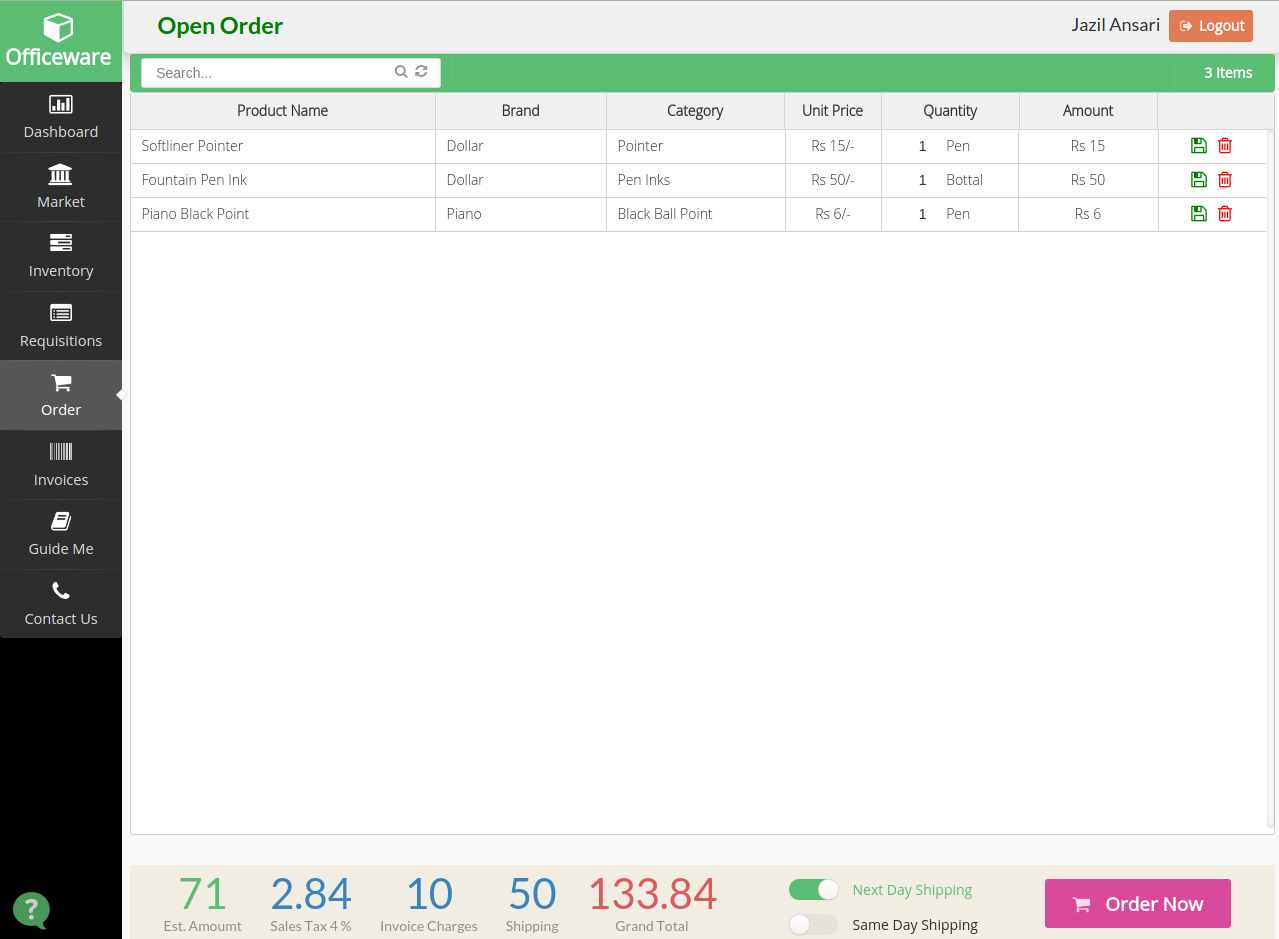 Officeware
Open Order
Jazil Ansari
Logout
Search...
3 Items
Dashboard
Market
Inventory
Requisitions
Order
Invoices
Guide Me
Contact Us
Product Name Brand Category Unit Price Quantity Amount
Softliner Pointer Dollar Pointer Rs 15/- 1 Pen Rs 15
Fountain Pen Ink Dollar Pen Inks Rs 50/- 1 Bottal Rs 50
Piano Black Point Piano Black Ball Point Rs 6/- 1 Pen Rs 6
71 2.84 10 50 133.84
Est. Amoumt Sales Tax 4 % Invoice Charges Shipping Grand Total
Next Day Shipping
Same Day Shipping
Order Now
?